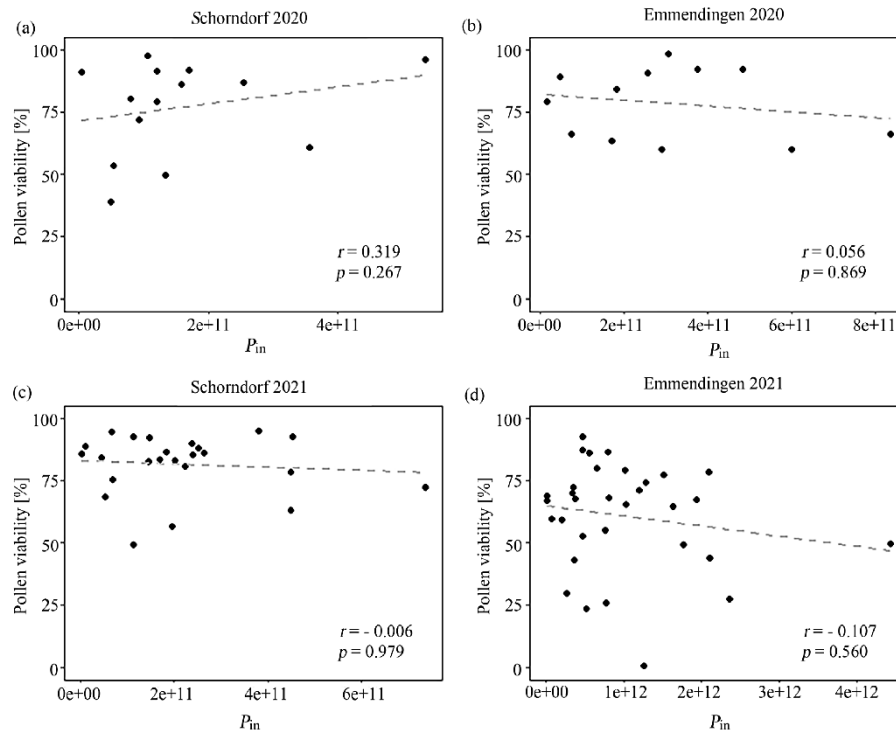 (a)
Schorndorf 2020
Pollen viability [%]
100
75
50
25
0
r = 0.319
p = 0.267
0e+00
2e+11
4e+11
Pin
(b)
Emmendingen 2020
Pollen viability [%]
100
75
50
25
0
r = 0.056
p = 0.869
0e+00
2e+11
4e+11
6e+11
8e+11
Pin
(c)
Schorndorf 2021
Pollen viability [%]
100
75
50
25
0
r = - 0.006
p = 0.979
0e+00
2e+11
4e+11
6e+11
Pin
(d)
Emmendingen 2021
Pollen viability [%]
100
75
50
25
0
r = -0.107
p = 0.560
0e+00
1e+12
2e+12
3e+12
4e+12
Pin